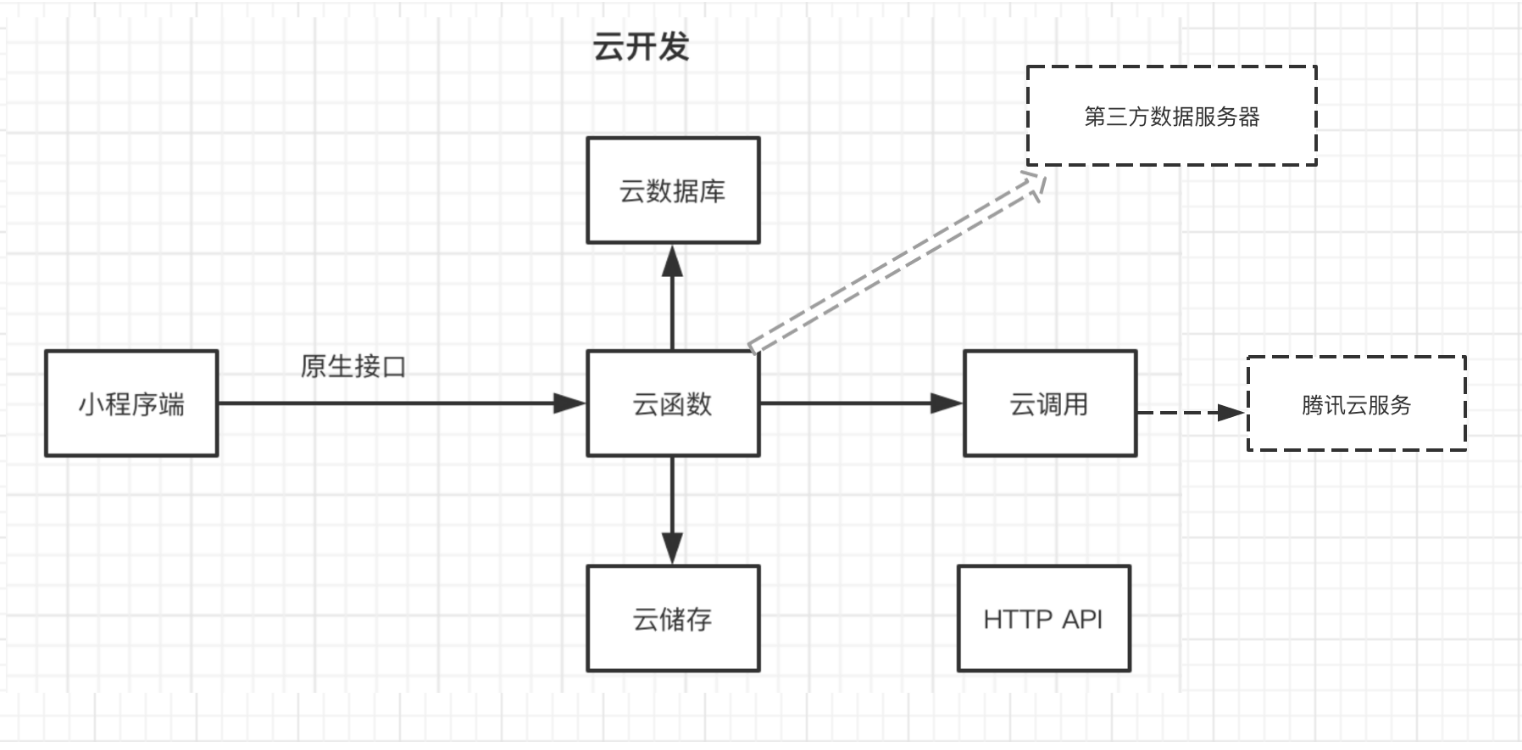 云开发
第三方数据服务器
云数据库
原生接口
小程序端
云函数
云调用
腾讯云服务
云储存
HTTP API